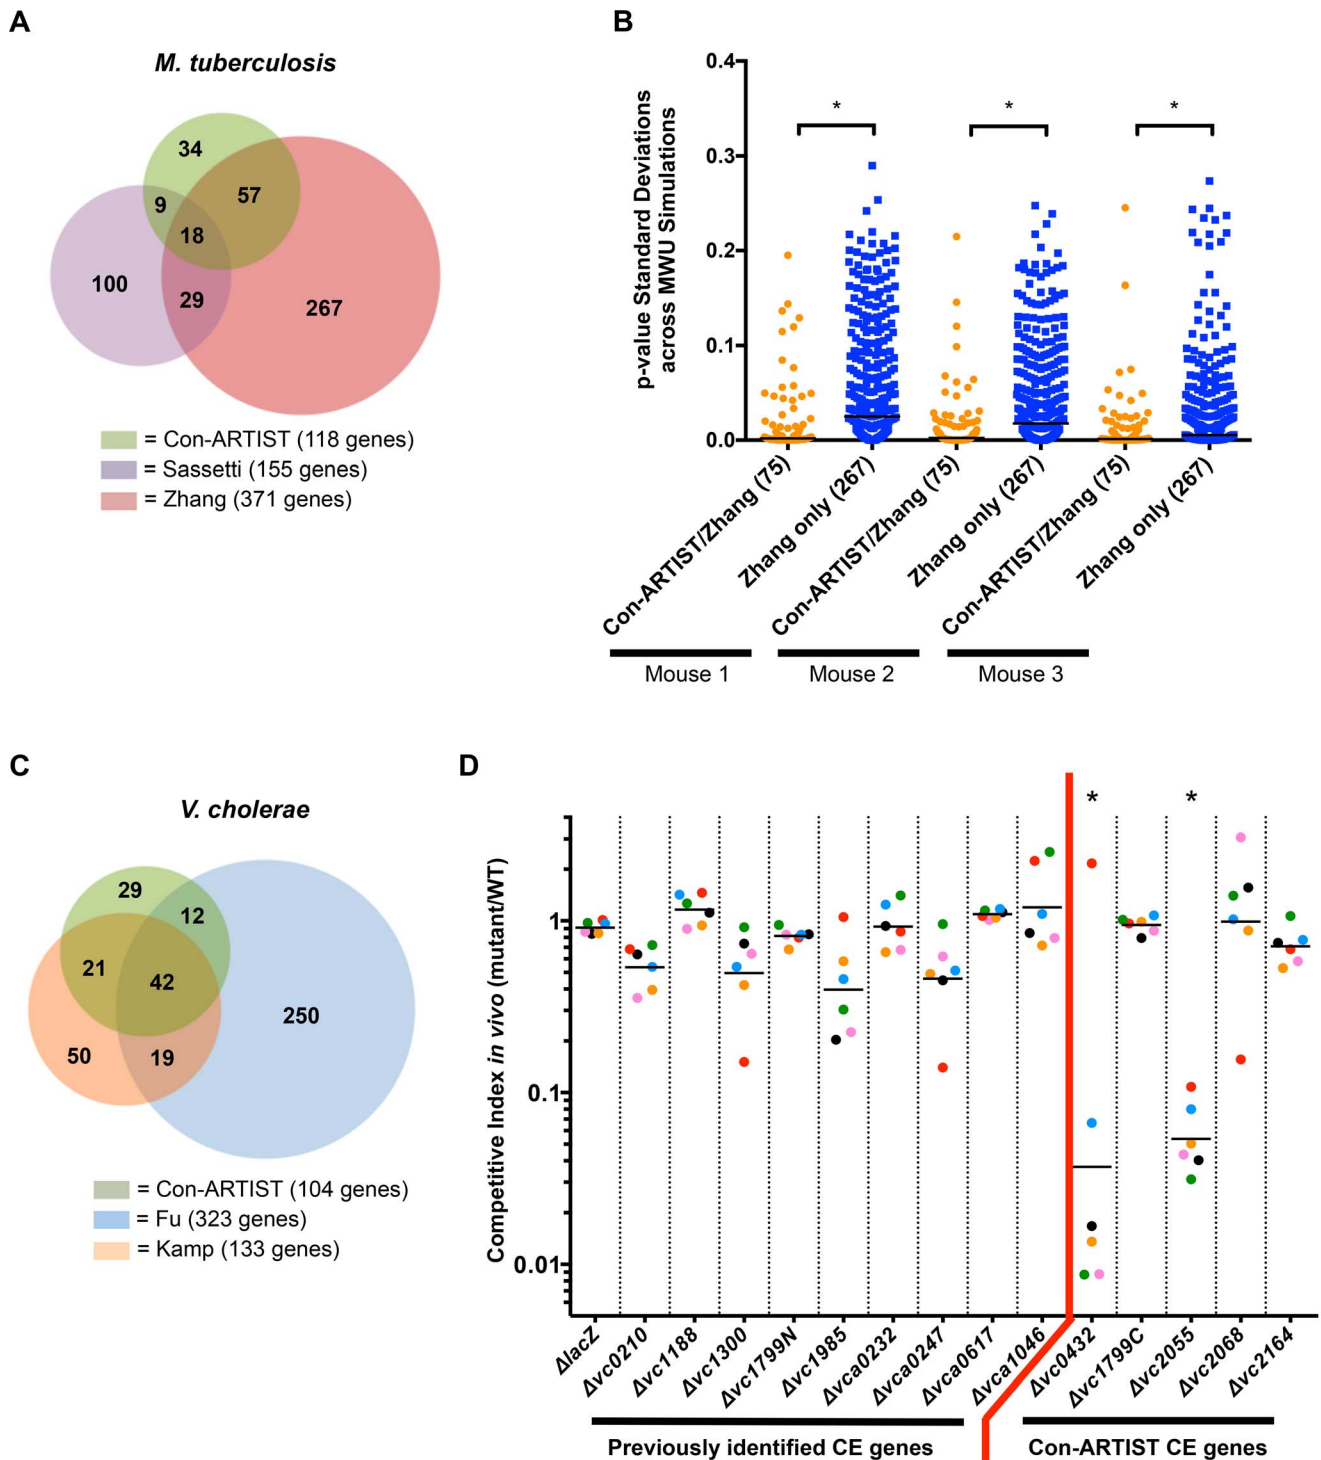 A
M. tuberculosis
34
57
9
18
100
29
267
= Con-ARTIST (118 genes)
= Sassetti (155 genes)
= Zhang (371 genes)
B
p-value Standard Deviations
across MWU Simulations
0.4
0.3
0.2
0.1
0.0
*
*
*
Con-ARTIST/Zhang (75)
Zhang only (267)
Con-ARTIST/Zhang (75)
Zhang only (267)
Con-ARTIST/Zhang (75)
Zhang only (267)
Mouse 1
Mouse 2
Mouse 3
C
V. cholerae
29
12
21
42
250
50
19
= Con-ARTIST (104 genes)
= Fu (323 genes)
= Kamp (133 genes)
D
Competitive Index in vivo (mutant/WT)
1
0.1
0.01
*
*
ΔlacZ
Δvc0210
Δvc1188
Δvc1300
Δvc1799N
Δvc1985
Δvca0232
Δvca0247
Δvca0617
Δvca1046
Δvc0432
Δvc1799C
Δvc2055
Δvc2068
Δvc2164
Previously identified CE genes
Con-ARTIST CE genes